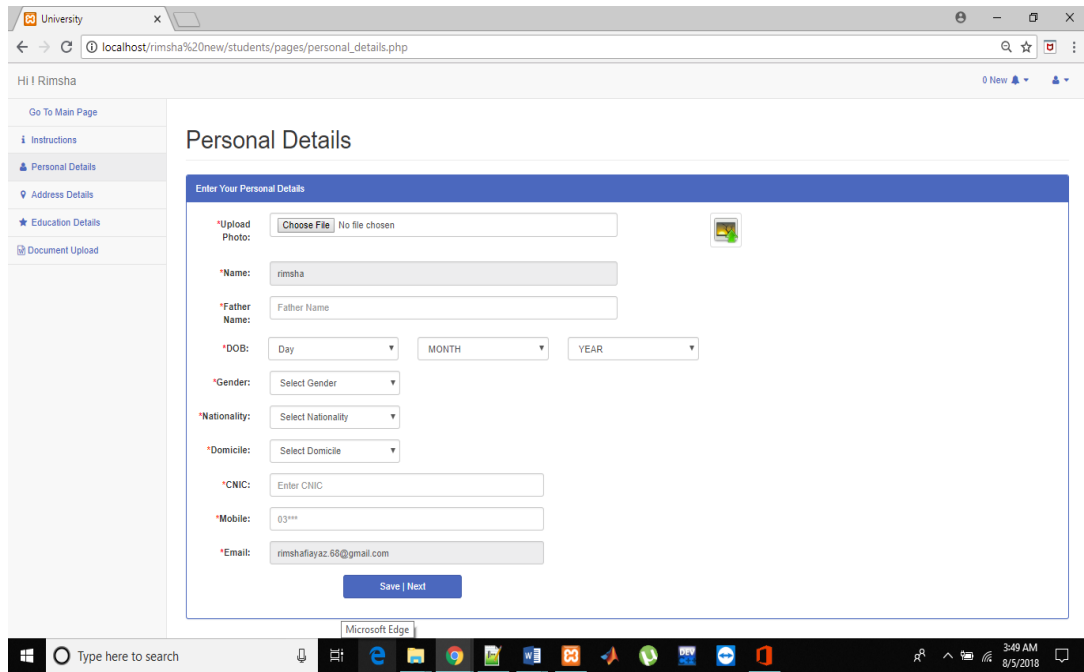 University
localhost/rimsha%20new/students/pages/personal_details.php
Hi ! Rimsha
0 New
Go To Main Page
Instructions
Personal Details
Address Details
Education Details
Document Upload
Personal Details
Enter Your Personal Details
*Upload Photo:
Choose File No file chosen
*Name:
rimsha
*Father Name:
Father Name
*DOB:
Day
MONTH
YEAR
*Gender:
Select Gender
*Nationality:
Select Nationality
*Domicile:
Select Domicile
*CNIC:
Enter CNIC
*Mobile:
03***
*Email:
rimshafiayaz.68@gmail.com
Save | Next
Microsoft Edge
Type here to search
DEV
3:49 AM
8/5/2018